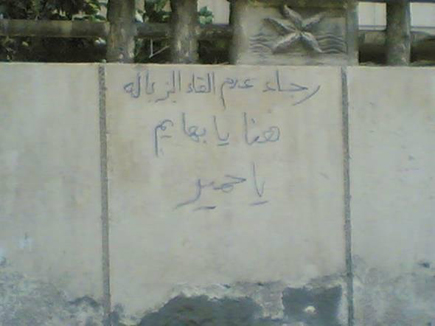 رجاء عدم القاء الزباله
هنا يا بهايم
يا حمير